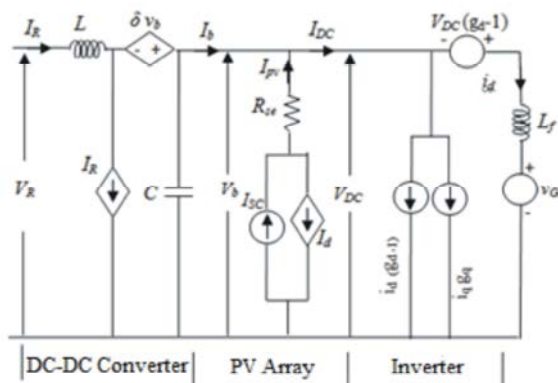 I_R
L
δ v_b
I_b
I_DC
V_DC(g_d-1)
- +
- +
I_pv
i_d
R_se
L_f
V_R
I_R
C
V_b
I_SC
I_d
V_DC
+
v_G
-
i_d (g_d-1)
i_q g_q
DC-DC Converter
PV Array
Inverter